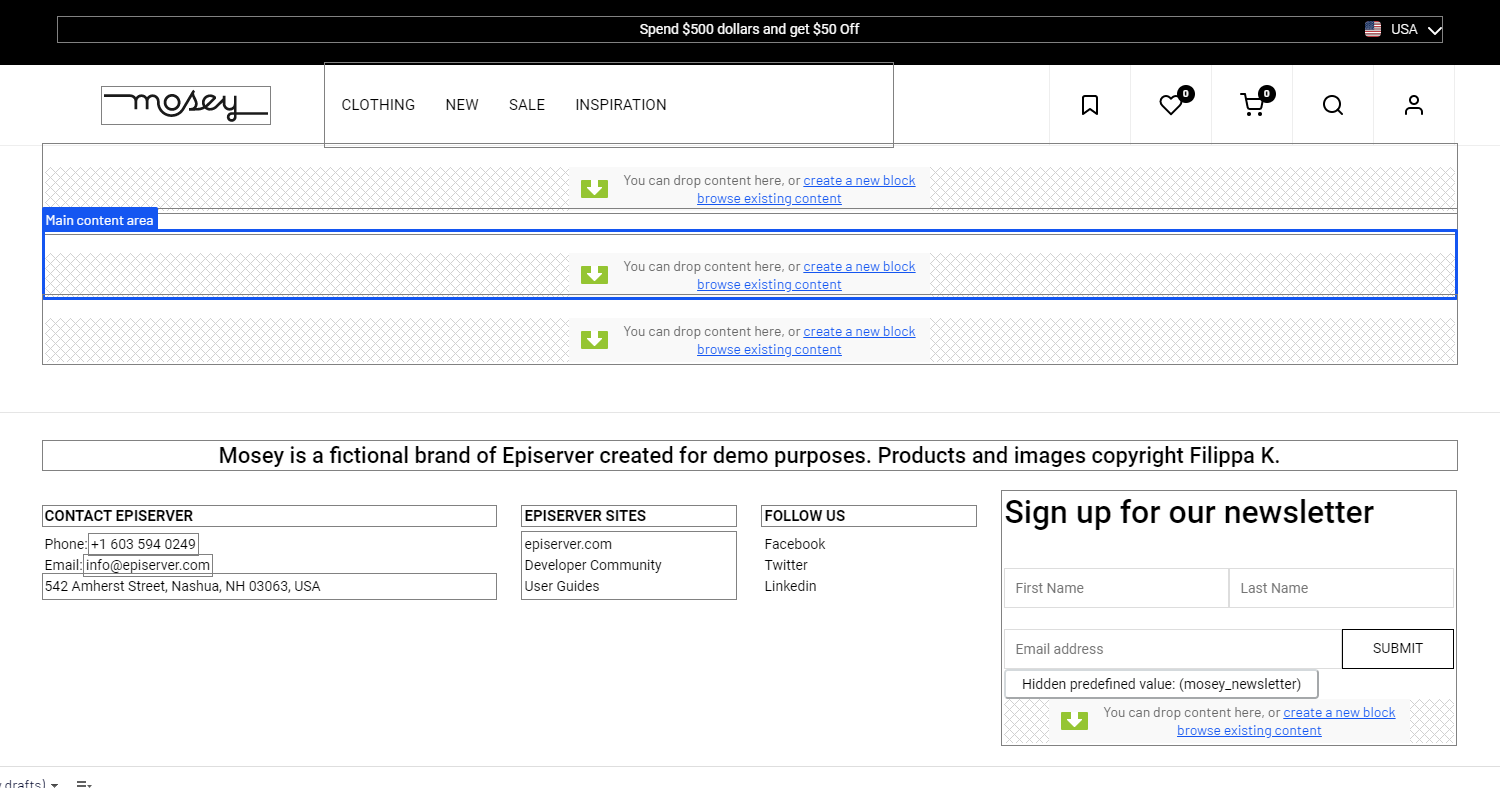 Spend $500 dollars and get $50 Off
USA
mosey
CLOTHING NEW SALE INSPIRATION
0
0
You can drop content here, or create a new block
browse existing content
Main content area
You can drop content here, or create a new block
browse existing content
You can drop content here, or create a new block
browse existing content
Mosey is a fictional brand of Episerver created for demo purposes. Products and images copyright Filippa K.
CONTACT EPISERVER
Phone: +1 603 594 0249
Email: info@episerver.com
542 Amherst Street, Nashua, NH 03063, USA
EPISERVER SITES
episerver.com
Developer Community
User Guides
FOLLOW US
Facebook
Twitter
Linkedin
Sign up for our newsletter
First Name
Last Name
Email address
SUBMIT
Hidden predefined value: (mosey_newsletter)
You can drop content here, or create a new block
browse existing content
drafts)